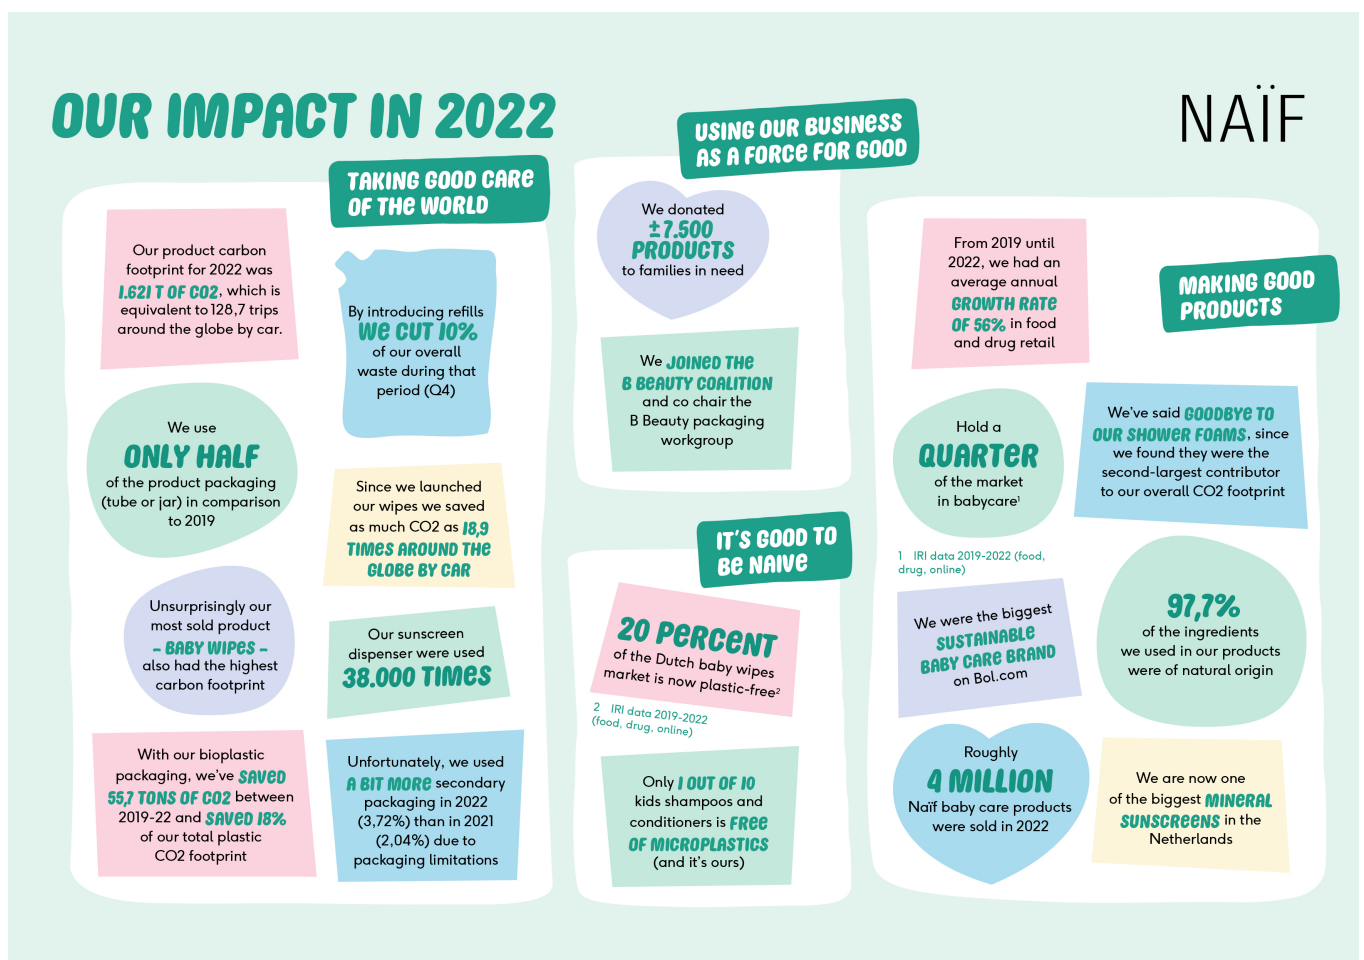 OUR IMPACT IN 2022
NAÏF
TAKING GOOD CARE
OF THE WORLD
Our product carbon
footprint for 2022 was
1.621 T OF CO2, which is
equivalent to 128,7 trips
around the globe by car.
By introducing refills
WE CUT 10%
of our overall
waste during that
period (Q4)
We use
ONLY HALF
of the product packaging
(tube or jar) in comparison
to 2019
Since we launched
our wipes we saved
as much CO2 as 18,9
TIMES AROUND THE
GLOBE BY CAR
Unsurprisingly our
most sold product
– BABY WIPES –
also had the highest
carbon footprint
Our sunscreen
dispenser were used
38.000 TIMES
With our bioplastic
packaging, we've SAVED
55,7 TONS OF CO2 between
2019-22 and SAVED 18%
of our total plastic
CO2 footprint
Unfortunately, we used
A BIT MORE secondary
packaging in 2022
(3,72%) than in 2021
(2,04%) due to
packaging limitations
USING OUR BUSINESS
AS A FORCE FOR GOOD
We donated
±7.500
PRODUCTS
to families in need
We JOINED THE
B BEAUTY COALITION
and co chair the
B Beauty packaging
workgroup
IT'S GOOD TO
BE NAIVE
20 PERCENT
of the Dutch baby wipes
market is now plastic-free²
2 IRI data 2019-2022
(food, drug, online)
Only 1 OUT OF 10
kids shampoos and
conditioners is FREE
OF MICROPLASTICS
(and it's ours)
MAKING GOOD
PRODUCTS
From 2019 until
2022, we had an
average annual
GROWTH RATE
OF 56% in food
and drug retail
Hold a
QUARTER
of the market
in babycare¹
1 IRI data 2019-2022 (food,
drug, online)
We've said GOODBYE TO
OUR SHOWER FOAMS, since
we found they were the
second-largest contributor
to our overall CO2 footprint
We were the biggest
SUSTAINABLE
BABY CARE BRAND
on Bol.com
97,7%
of the ingredients
we used in our products
were of natural origin
Roughly
4 MILLION
Naïf baby care products
were sold in 2022
We are now one
of the biggest MINERAL
SUNSCREENS in the
Netherlands